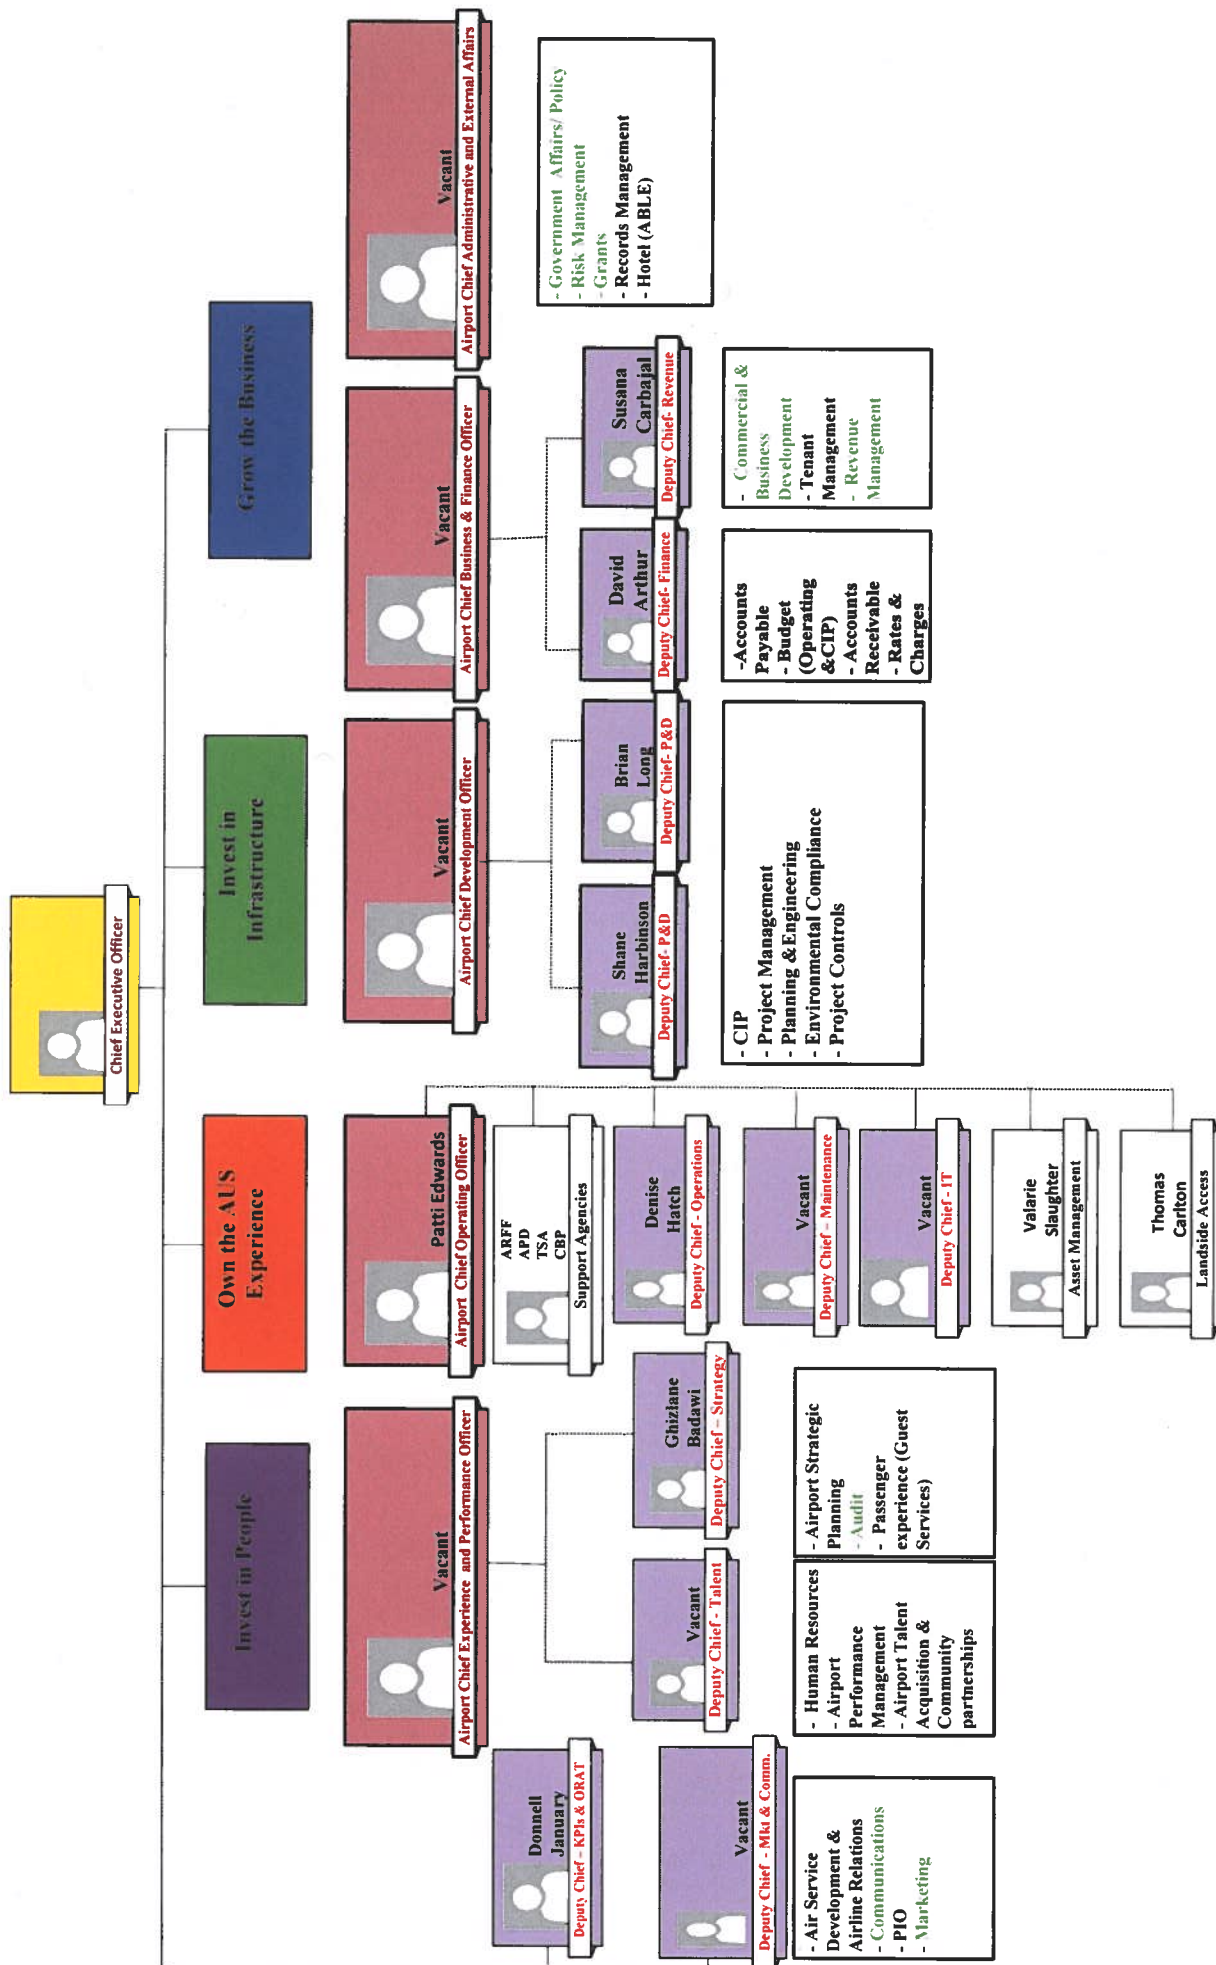 Chief Executive Officer
Invest in People
Own the AUS
Experience
Invest in
Infrastructure
Grow the Business
Vacant
Airport Chief Experience and Performance Officer
Patti Edwards
Airport Chief Operating Officer
Vacant
Airport Chief Development Officer
Vacant
Airport Chief Business & Finance Officer
Vacant
Airport Chief Administrative and External Affairs
Donnell
January
Deputy Chief – KPIs & ORAT
Vacant
Deputy Chief - Mkt & Comm.
- Air Service
Development &
Airline Relations
- Communications
- PIO
- Marketing
Vacant
Deputy Chief - Talent
- Human Resources
- Airport
Performance
Management
- Airport Talent
Acquisition &
Community
partnerships
Ghizlane
Badawi
Deputy Chief – Strategy
- Airport Strategic
Planning
- Audit
- Passenger
experience (Guest
Services)
ARFF
APD
TSA
CBP
Support Agencies
Denise
Hatch
Deputy Chief - Operations
Vacant
Deputy Chief – Maintenance
Vacant
Deputy Chief - IT
Valarie
Slaughter
Asset Management
Thomas
Carlton
Landside Access
Shane
Harbinson
Deputy Chief- P&D
Brian
Long
Deputy Chief- P&D
- CIP
- Project Management
- Planning &Engineering
- Environmental Compliance
- Project Controls
David
Arthur
Deputy Chief- Finance
-Accounts
Payable
- Budget
(Operating
&CIP)
- Accounts
Receivable
- Rates &
Charges
Susana
Carbajal
Deputy Chief- Revenue
- Commercial &
Business
Development
- Tenant
Management
- Revenue
Management
- Government Affairs/ Policy
- Risk Management
- Grants
- Records Management
- Hotel (ABLE)